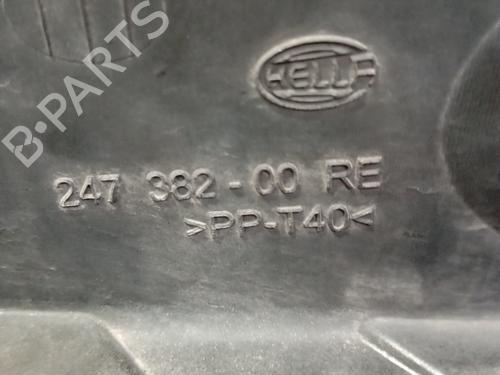 HELLA
B-PARTS
247 382-00 RE
>PP-T40<